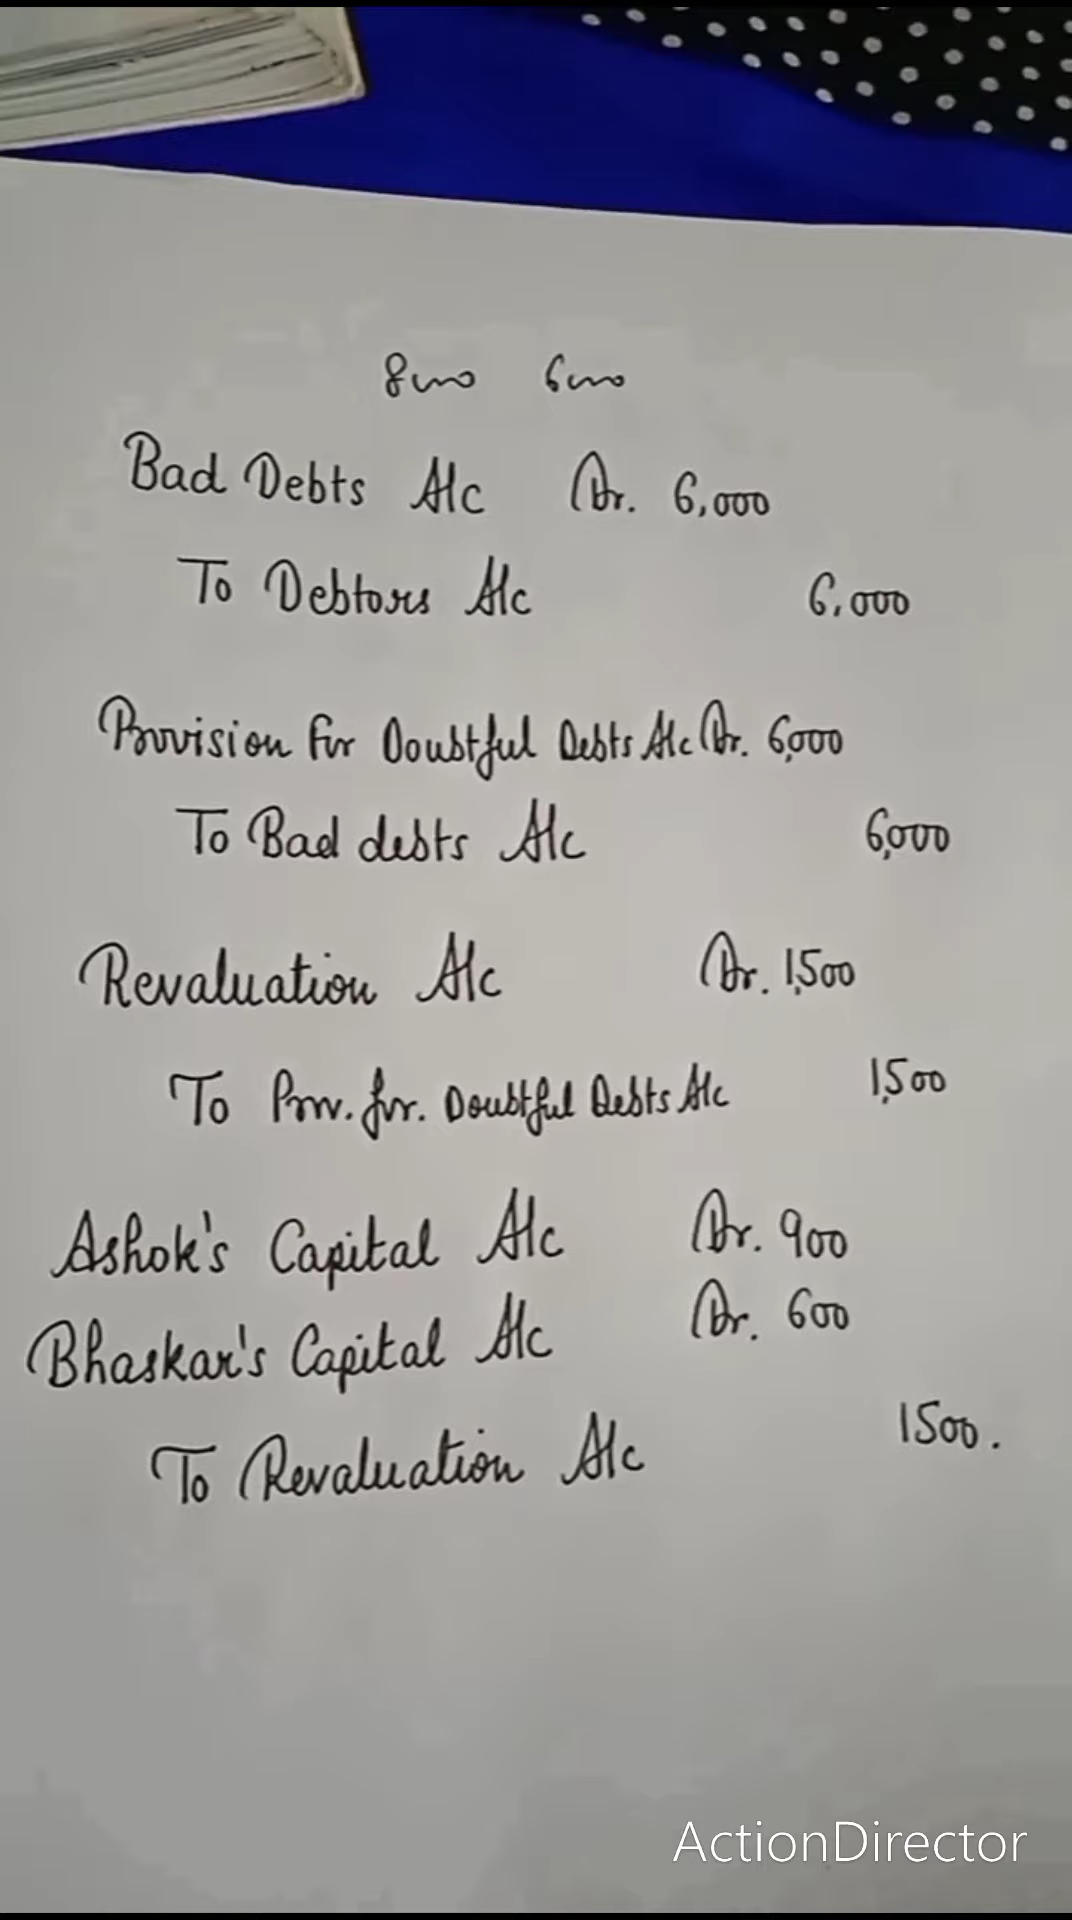 8000 6000
Bad Debts A/c Dr. 6,000
To Debtors A/c 6,000
Provision for Doubtful Debts A/c Dr. 6,000
To Bad debts A/c 6,000
Revaluation A/c Dr. 1,500
To Prov. for. Doubtful Debts A/c 1,500
Ashok's Capital A/c Dr. 900
Bhaskar's Capital A/c Dr. 600
To Revaluation A/c 1500.
ActionDirector